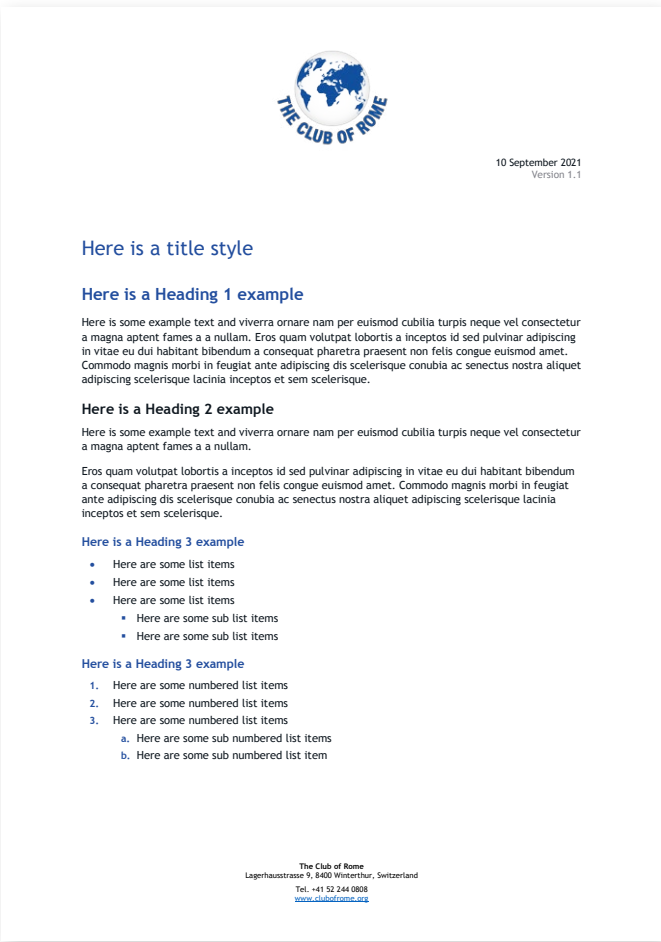 THE CLUB OF ROME
10 September 2021
Version 1.1
Here is a title style
Here is a Heading 1 example
Here is some example text and viverra ornare nam per euismod cubilia turpis neque vel consectetur
a magna aptent fames a a nullam. Eros quam volutpat lobortis a inceptos id sed pulvinar adipiscing
in vitae eu dui habitant bibendum a consequat pharetra praesent non felis congue euismod amet.
Commodo magnis morbi in feugiat ante adipiscing dis scelerisque conubia ac senectus nostra aliquet
adipiscing scelerisque lacinia inceptos et sem scelerisque.
Here is a Heading 2 example
Here is some example text and viverra ornare nam per euismod cubilia turpis neque vel consectetur
a magna aptent fames a a nullam.
Eros quam volutpat lobortis a inceptos id sed pulvinar adipiscing in vitae eu dui habitant bibendum
a consequat pharetra praesent non felis congue euismod amet. Commodo magnis morbi in feugiat
ante adipiscing dis scelerisque conubia ac senectus nostra aliquet adipiscing scelerisque lacinia
inceptos et sem scelerisque.
Here is a Heading 3 example
• Here are some list items
• Here are some list items
• Here are some list items
▪ Here are some sub list items
▪ Here are some sub list items
Here is a Heading 3 example
1. Here are some numbered list items
2. Here are some numbered list items
3. Here are some numbered list items
a. Here are some sub numbered list items
b. Here are some sub numbered list item
The Club of Rome
Lagerhausstrasse 9, 8400 Winterthur, Switzerland
Tel. +41 52 244 0808
www.clubofrome.org